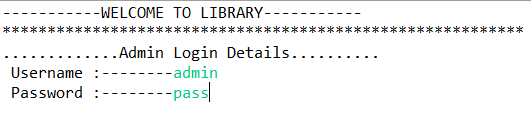 -----------WELCOME TO LIBRARY-----------
**********************************************************
.............Admin Login Details..........
Username :--------admin
Password :--------pass